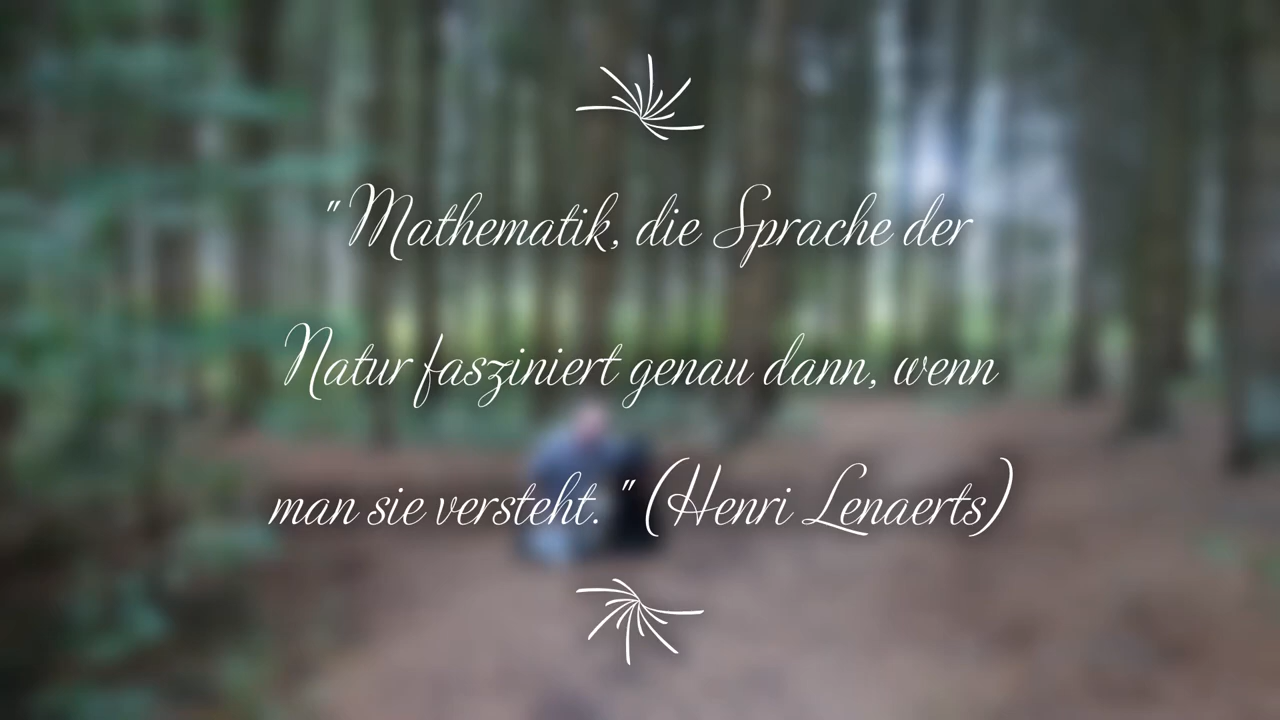 "Mathematik, die Sprache der
Natur fasziniert genau dann, wenn
man sie versteht." (Henri Lenaerts)